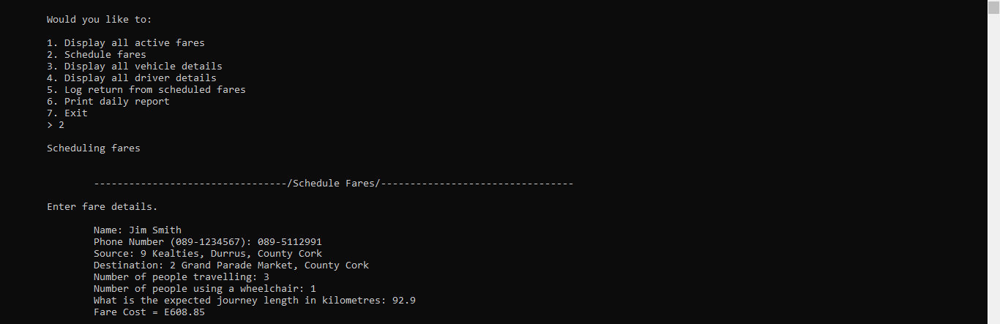 Would you like to:
1. Display all active fares
2. Schedule fares
3. Display all vehicle details
4. Display all driver details
5. Log return from scheduled fares
6. Print daily report
7. Exit
> 2
Scheduling fares
---------------------------------/Schedule Fares/---------------------------------
Enter fare details.
Name: Jim Smith
Phone Number (089-1234567): 089-5112991
Source: 9 Kealties, Durrus, County Cork
Destination: 2 Grand Parade Market, County Cork
Number of people travelling: 3
Number of people using a wheelchair: 1
What is the expected journey length in kilometres: 92.9
Fare Cost = E608.85